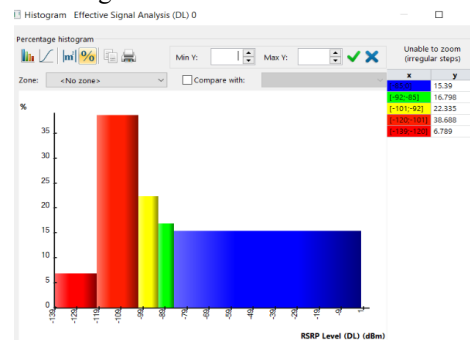 Histogram Effective Signal Analysis (DL) 0
Percentage histogram
|m| %
Min Y:
Max Y:
Unable to zoom
(irregular steps)
Zone: <No zone>
Compare with:
x y
15.39
[-92;-85] 16.798
[-101;-92] 22.335
[-120;-101] 38.688
[-139;-120] 6.789
%
35
30
25
20
15
10
5
0
-139 -129 -119 -109 -99 -89 -79 -69 -59 -49 -39 -29 -19 -9 1
RSRP Level (DL) (dBm)